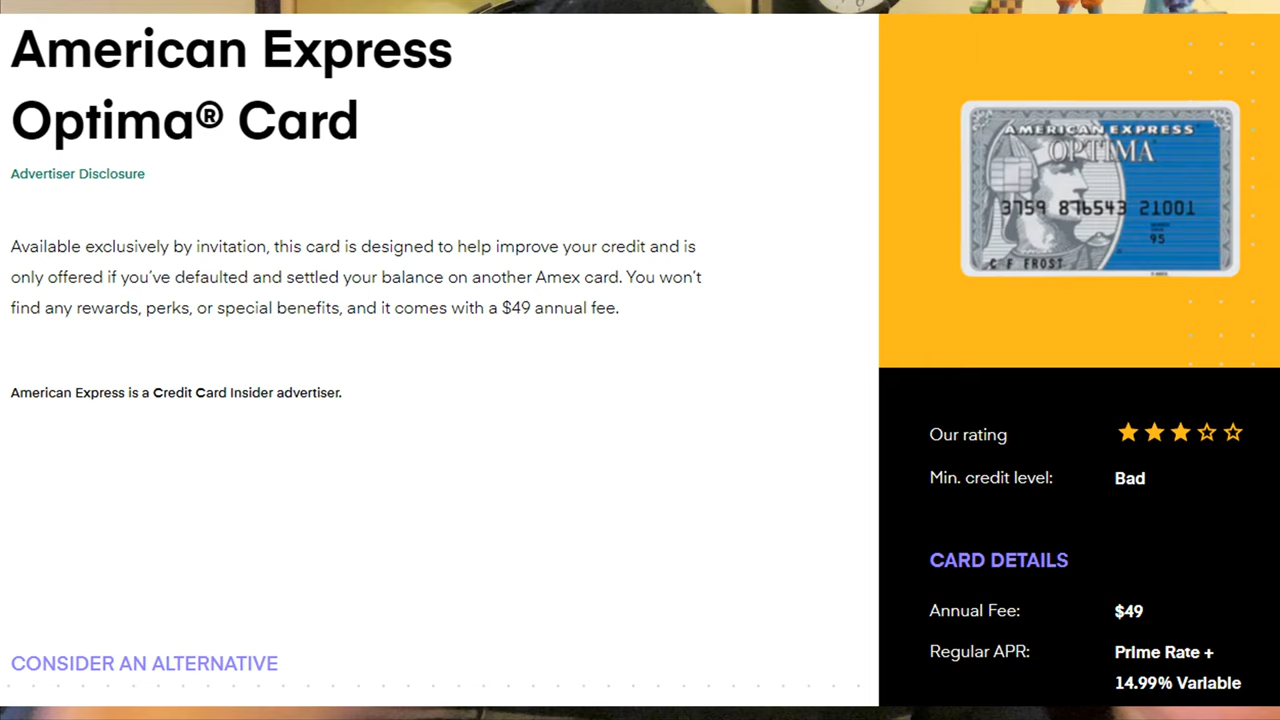 American Express
Optima® Card
Advertiser Disclosure
Available exclusively by invitation, this card is designed to help improve your credit and is
only offered if you've defaulted and settled your balance on another Amex card. You won't
find any rewards, perks, or special benefits, and it comes with a $49 annual fee.
American Express is a Credit Card Insider advertiser.
CONSIDER AN ALTERNATIVE
AMERICAN EXPRESS
OPTIMA
3759 876543 21001
95
C F FROST
Our rating
Min. credit level: Bad
CARD DETAILS
Annual Fee: $49
Regular APR: Prime Rate +
14.99% Variable